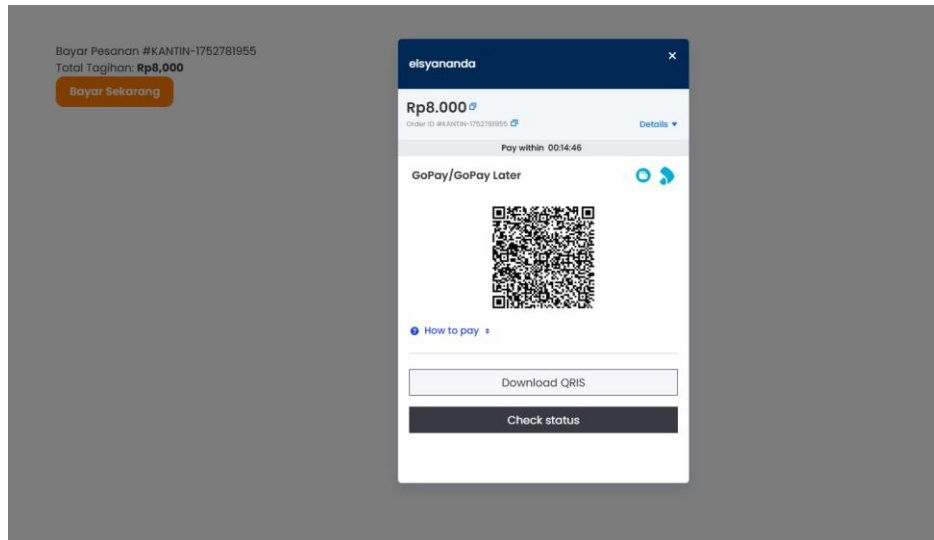 Bayar Pesanan #KANTIN-1752781955
Total Tagihan: Rp8,000
Bayar Sekarang
elsyananda
Rp8.000
Order ID #KANTIN-1752781955
Details
Pay within 00:14:46
GoPay/GoPay Later
How to pay
Download QRIS
Check status